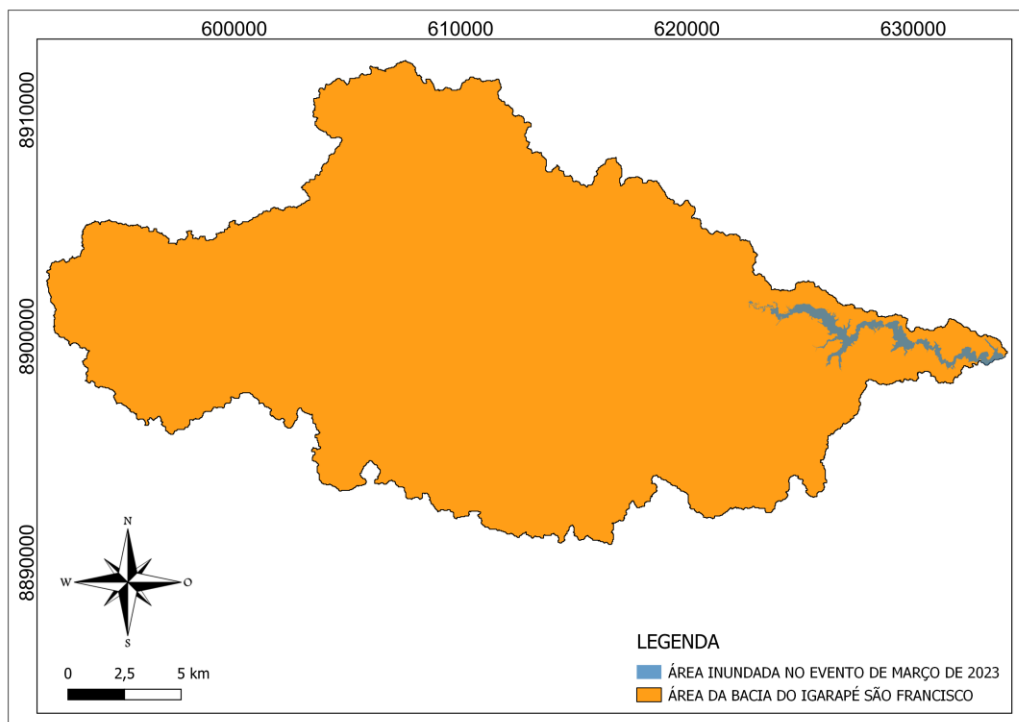 600000 610000 620000 630000
8910000
8900000
8890000
N
W O
S
0 2,5 5 km
LEGENDA
ÁREA INUNDADA NO EVENTO DE MARÇO DE 2023
ÁREA DA BACIA DO IGARAPÉ SÃO FRANCISCO